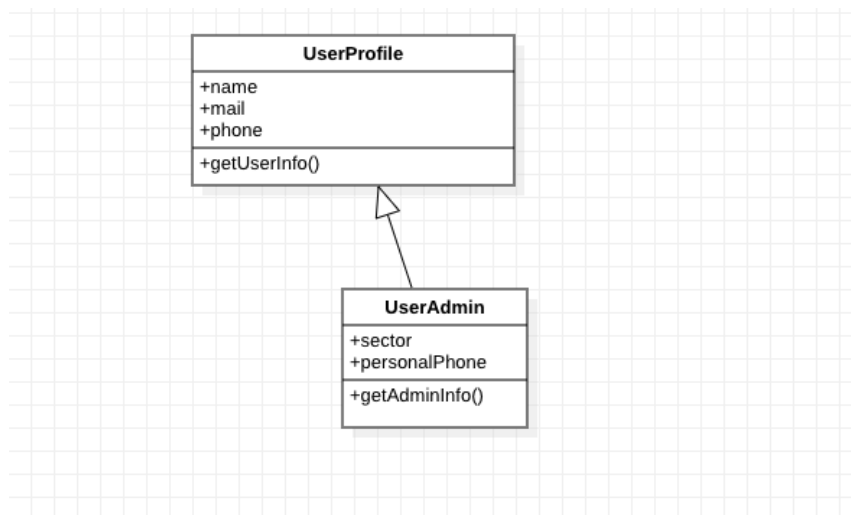 UserProfile
+name
+mail
+phone
+getUserInfo()
UserAdmin
+sector
+personalPhone
+getAdminInfo()